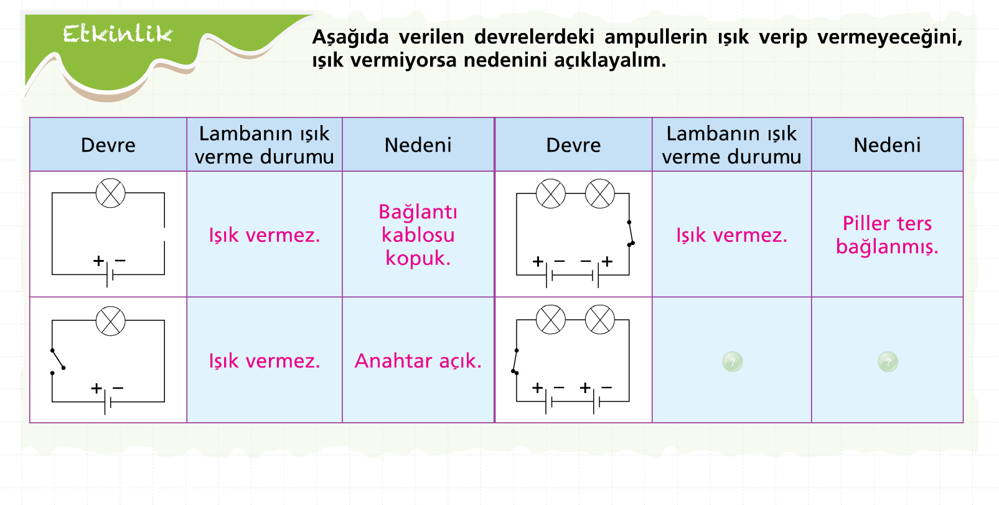 Etkinlik
Aşağıda verilen devrelerdeki ampullerin ışık verip vermeyeceğini,
ışık vermiyorsa nedenini açıklayalım.
Devre
Lambanın ışık
verme durumu
Nedeni
Devre
Lambanın ışık
verme durumu
Nedeni
+ −
Işık vermez.
Bağlantı
kablosu
kopuk.
+ − − +
Işık vermez.
Piller ters
bağlanmış.
+ −
Işık vermez.
Anahtar açık.
+ − + −
?
?